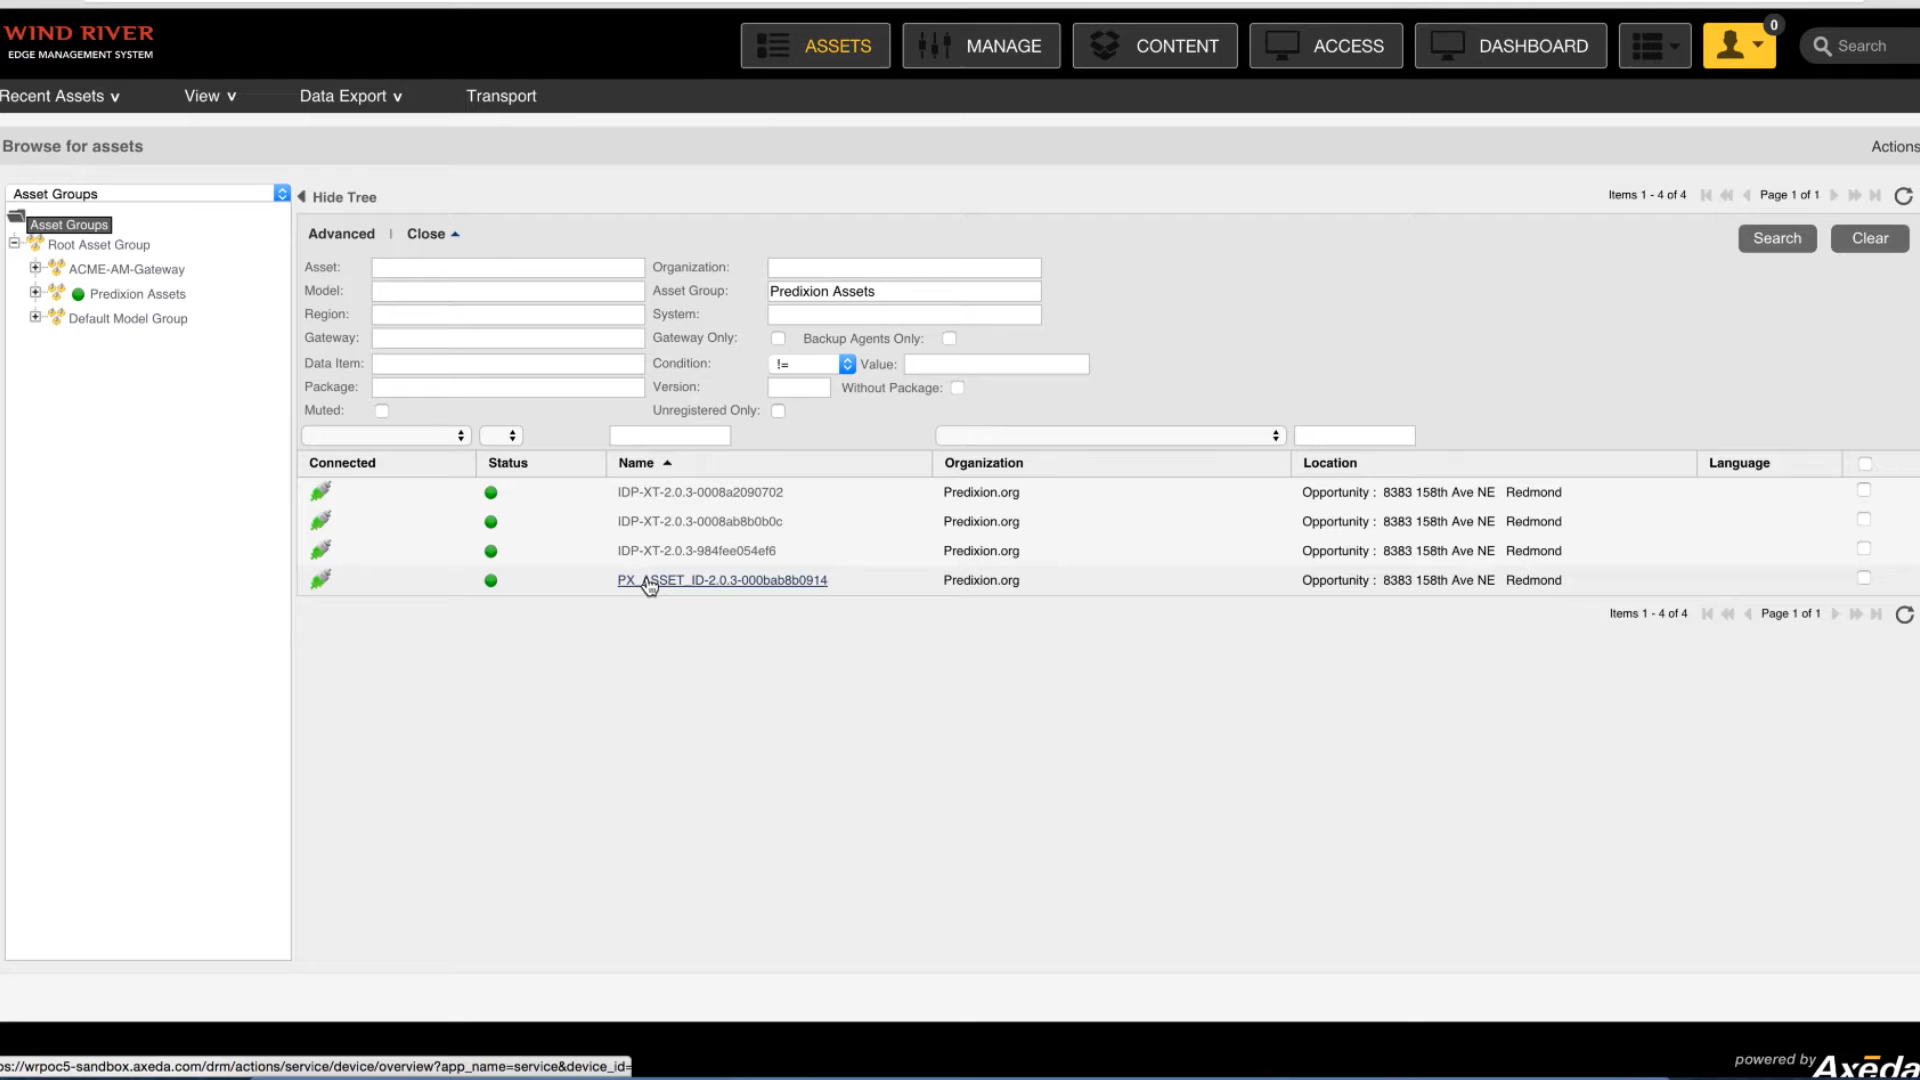 WIND RIVER
EDGE MANAGEMENT SYSTEM
ASSETS
MANAGE
CONTENT
ACCESS
DASHBOARD
0
Search
Recent Assets v
View v
Data Export v
Transport
Browse for assets
Actions
Asset Groups
Hide Tree
Items 1 - 4 of 4
Page 1 of 1
Asset Groups
Root Asset Group
ACME-AM-Gateway
Predixion Assets
Default Model Group
Advanced | Close
Search
Clear
Asset:
Organization:
Model:
Asset Group: Predixion Assets
Region:
System:
Gateway:
Gateway Only:
Backup Agents Only:
Data Item:
Condition: != Value:
Package:
Version:
Without Package:
Muted:
Unregistered Only:
Connected Status Name Organization Location Language
IDP-XT-2.0.3-0008a2090702 Predixion.org Opportunity : 8383 158th Ave NE Redmond
IDP-XT-2.0.3-0008ab8b0b0c Predixion.org Opportunity : 8383 158th Ave NE Redmond
IDP-XT-2.0.3-984fee054ef6 Predixion.org Opportunity : 8383 158th Ave NE Redmond
PX_ASSET_ID-2.0.3-000bab8b0914 Predixion.org Opportunity : 8383 158th Ave NE Redmond
Items 1 - 4 of 4
Page 1 of 1
ps://wrpoc5-sandbox.axeda.com/drm/actions/service/device/overview?app_name=service&device_id=
powered by Axeda